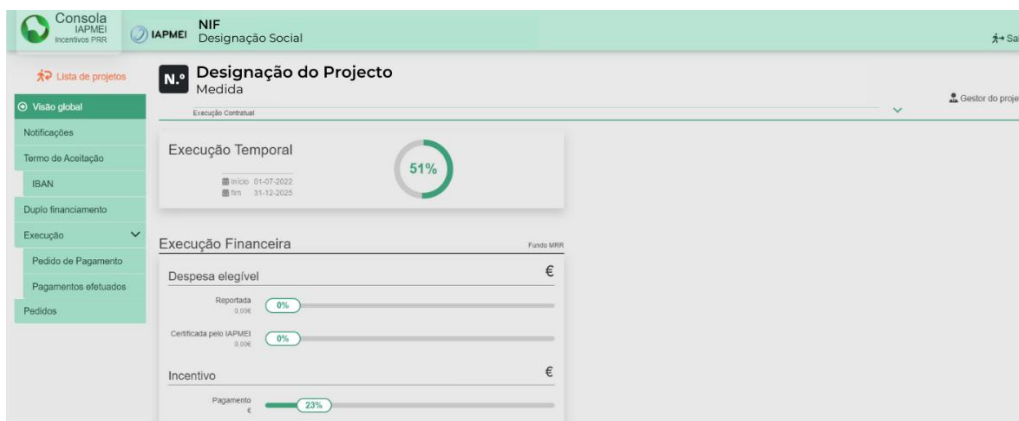 Consola
IAPMEI
Incentivos PRR
IAPMEI
NIF
Designação Social
Sai
Lista de projetos
Visão global
Notificações
Termo de Aceitação
IBAN
Duplo financiamento
Execução
Pedido de Pagamento
Pagamentos efetuados
Pedidos
N.º
Designação do Projecto
Medida
Gestor do proje
Execução Contratual
Execução Temporal
início 01-07-2022
fim 31-12-2025
51%
Execução Financeira
Fundo MRR
Despesa elegível
€
Reportada
0,00€
0%
Certificada pelo IAPMEI
0,00€
0%
Incentivo
€
Pagamento
€
23%